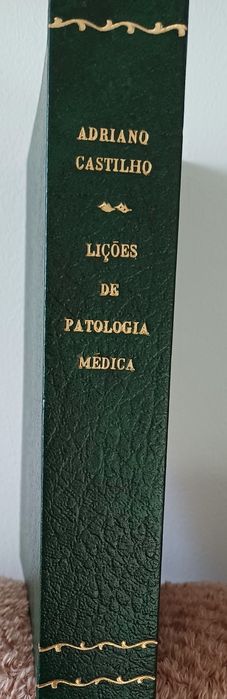 ADRIANO
CASTILHO
LIÇÕES
DE
PATOLOGIA
MÉDICA